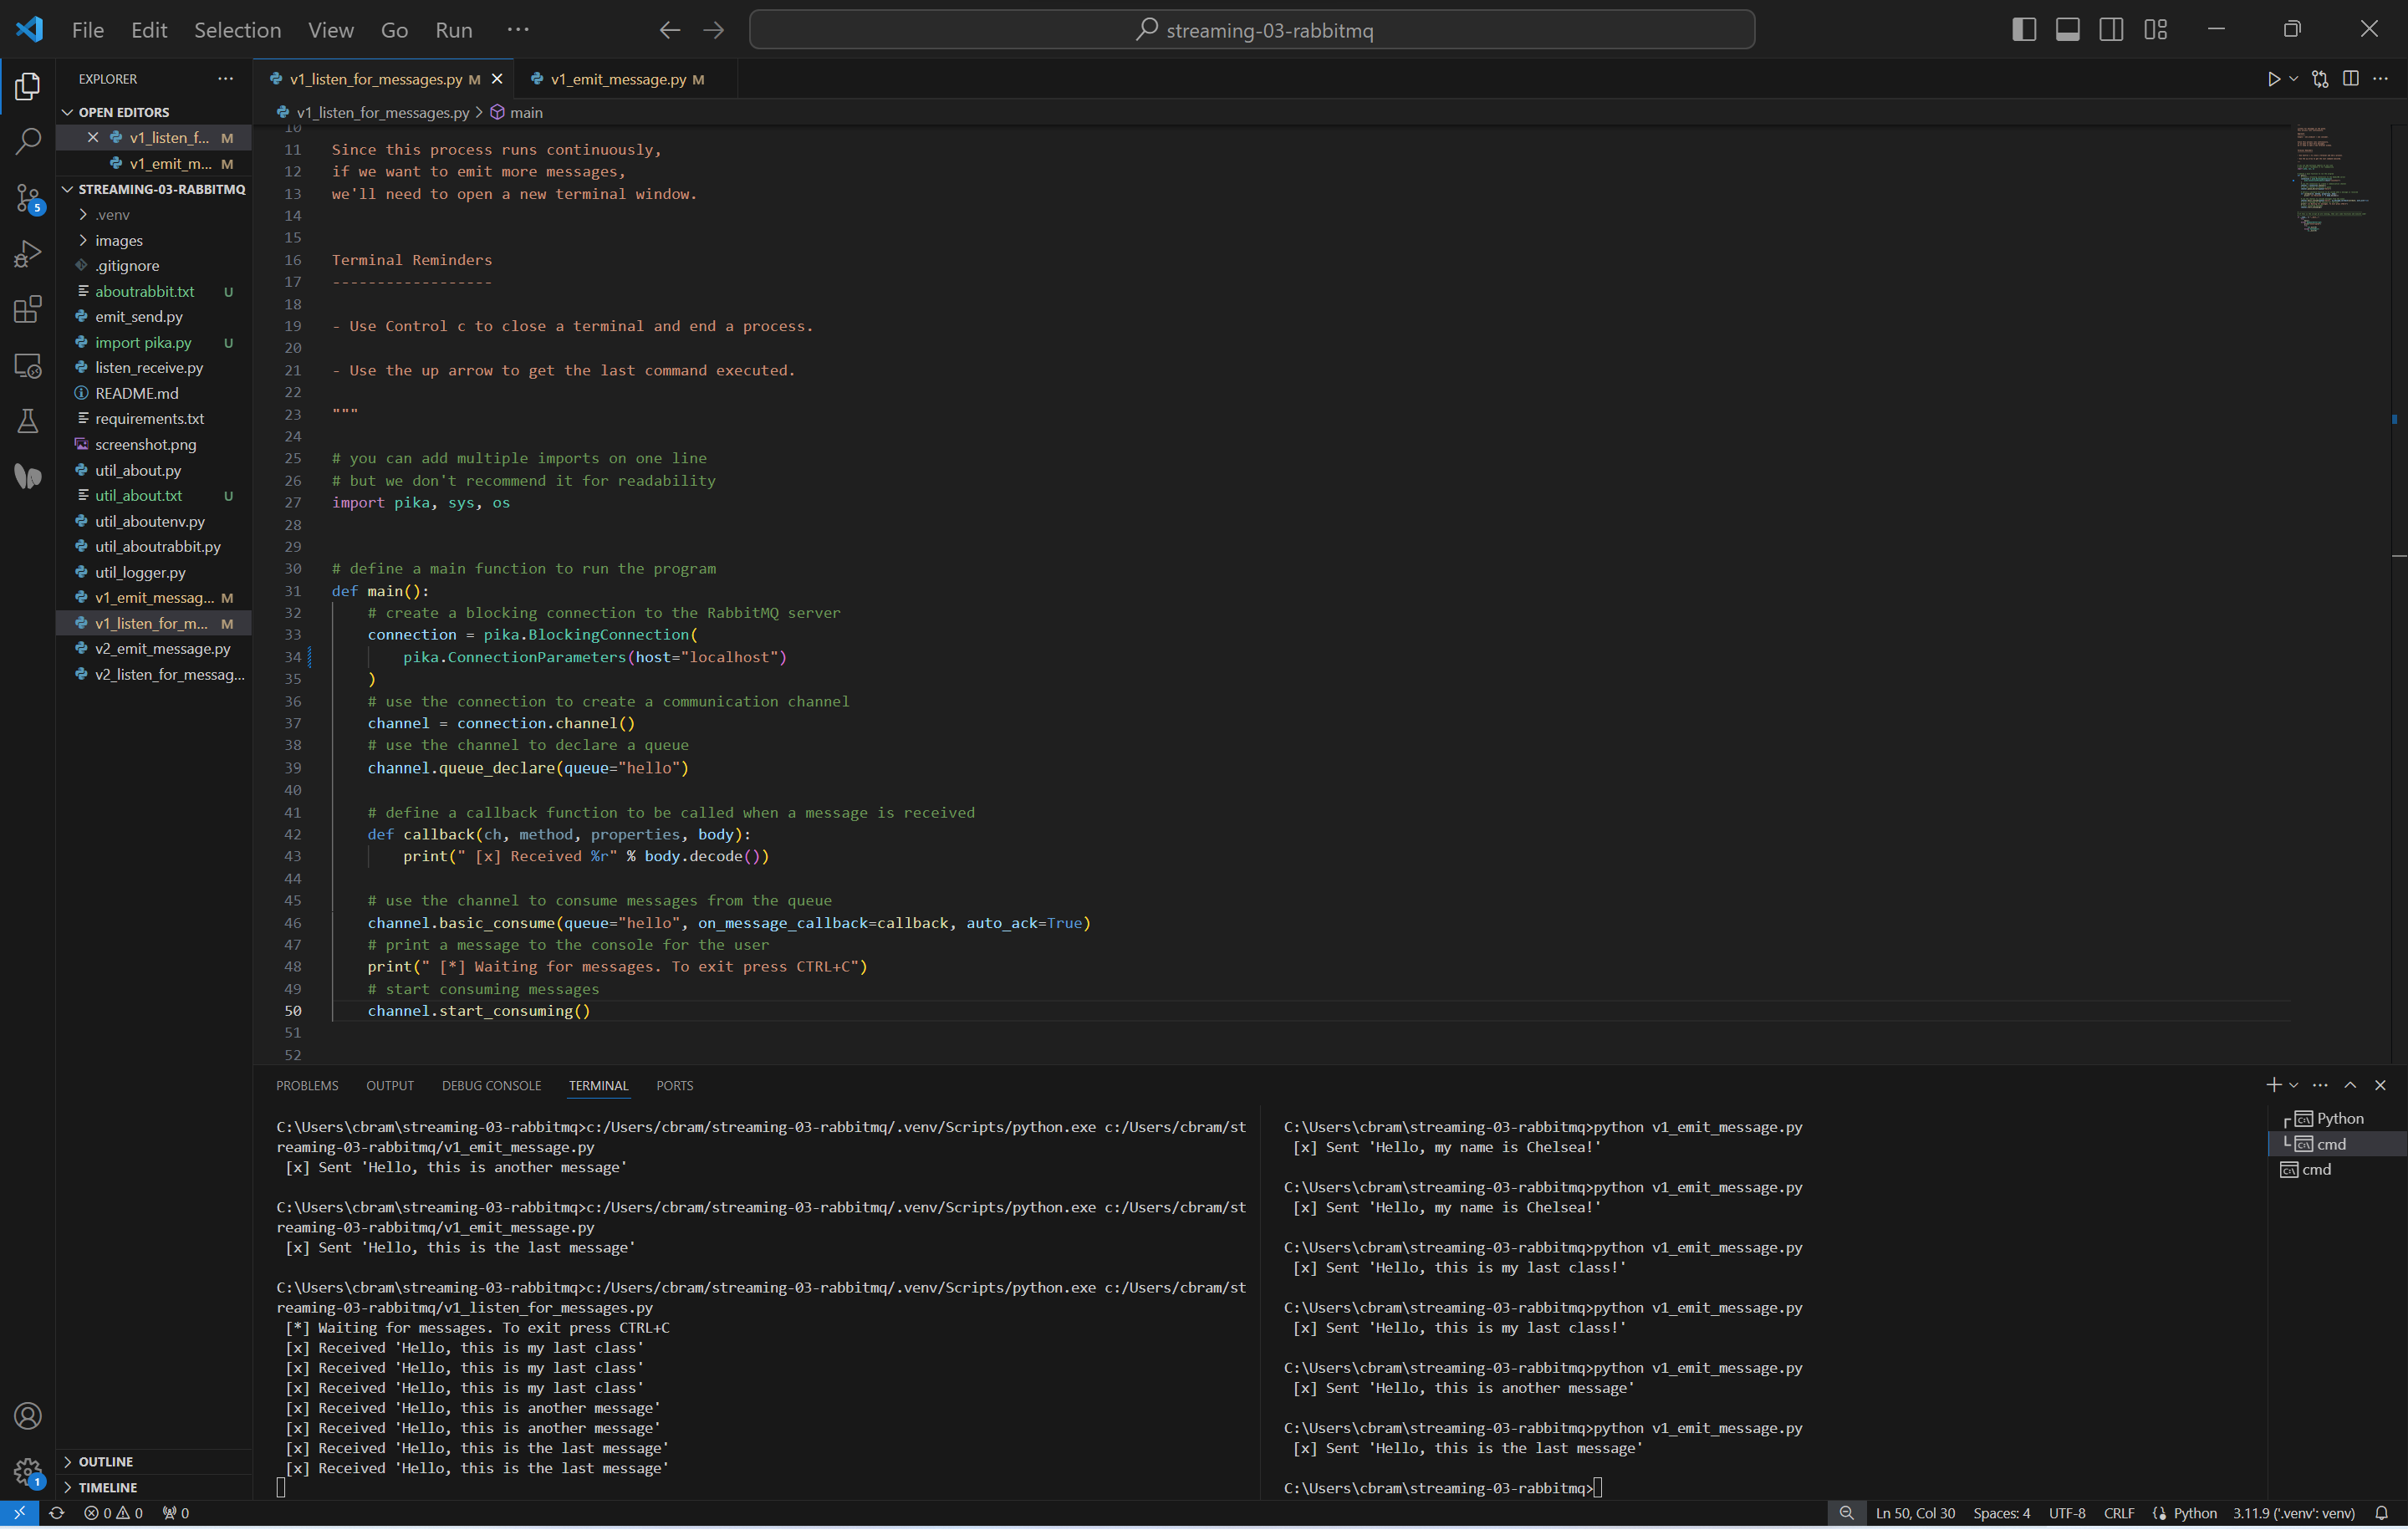 File Edit Selection View Go Run ···
streaming-03-rabbitmq
EXPLORER ···
OPEN EDITORS
v1_listen_f... M
v1_emit_m... M
STREAMING-03-RABBITMQ
.venv
images
.gitignore
aboutrabbit.txt U
emit_send.py
import pika.py U
listen_receive.py
README.md
requirements.txt
screenshot.png
util_about.py
util_about.txt U
util_aboutenv.py
util_aboutrabbit.py
util_logger.py
v1_emit_messag... M
v1_listen_for_m... M
v2_emit_message.py
v2_listen_for_messag...
OUTLINE
TIMELINE
5
1
v1_listen_for_messages.py M
v1_emit_message.py M
v1_listen_for_messages.py > main
10
11 Since this process runs continuously,
12 if we want to emit more messages,
13 we'll need to open a new terminal window.
14
15
16 Terminal Reminders
17 ------------------
18
19 - Use Control c to close a terminal and end a process.
20
21 - Use the up arrow to get the last command executed.
22
23 """
24
25 # you can add multiple imports on one line
26 # but we don't recommend it for readability
27 import pika, sys, os
28
29
30 # define a main function to run the program
31 def main():
32 # create a blocking connection to the RabbitMQ server
33 connection = pika.BlockingConnection(
34 pika.ConnectionParameters(host="localhost")
35 )
36 # use the connection to create a communication channel
37 channel = connection.channel()
38 # use the channel to declare a queue
39 channel.queue_declare(queue="hello")
40
41 # define a callback function to be called when a message is received
42 def callback(ch, method, properties, body):
43 print(" [x] Received %r" % body.decode())
44
45 # use the channel to consume messages from the queue
46 channel.basic_consume(queue="hello", on_message_callback=callback, auto_ack=True)
47 # print a message to the console for the user
48 print(" [*] Waiting for messages. To exit press CTRL+C")
49 # start consuming messages
50 channel.start_consuming()
51
52
PROBLEMS OUTPUT DEBUG CONSOLE TERMINAL PORTS
C:\Users\cbram\streaming-03-rabbitmq>c:/Users/cbram/streaming-03-rabbitmq/.venv/Scripts/python.exe c:/Users/cbram/st
reaming-03-rabbitmq/v1_emit_message.py
[x] Sent 'Hello, this is another message'
C:\Users\cbram\streaming-03-rabbitmq>c:/Users/cbram/streaming-03-rabbitmq/.venv/Scripts/python.exe c:/Users/cbram/st
reaming-03-rabbitmq/v1_emit_message.py
[x] Sent 'Hello, this is the last message'
C:\Users\cbram\streaming-03-rabbitmq>c:/Users/cbram/streaming-03-rabbitmq/.venv/Scripts/python.exe c:/Users/cbram/st
reaming-03-rabbitmq/v1_listen_for_messages.py
[*] Waiting for messages. To exit press CTRL+C
[x] Received 'Hello, this is my last class'
[x] Received 'Hello, this is my last class'
[x] Received 'Hello, this is my last class'
[x] Received 'Hello, this is another message'
[x] Received 'Hello, this is another message'
[x] Received 'Hello, this is the last message'
[x] Received 'Hello, this is the last message'
C:\Users\cbram\streaming-03-rabbitmq>python v1_emit_message.py
[x] Sent 'Hello, my name is Chelsea!'
C:\Users\cbram\streaming-03-rabbitmq>python v1_emit_message.py
[x] Sent 'Hello, my name is Chelsea!'
C:\Users\cbram\streaming-03-rabbitmq>python v1_emit_message.py
[x] Sent 'Hello, this is my last class!'
C:\Users\cbram\streaming-03-rabbitmq>python v1_emit_message.py
[x] Sent 'Hello, this is my last class!'
C:\Users\cbram\streaming-03-rabbitmq>python v1_emit_message.py
[x] Sent 'Hello, this is another message'
C:\Users\cbram\streaming-03-rabbitmq>python v1_emit_message.py
[x] Sent 'Hello, this is the last message'
C:\Users\cbram\streaming-03-rabbitmq>
Python
cmd
cmd
0 0 0 Ln 50, Col 30 Spaces: 4 UTF-8 CRLF Python 3.11.9 ('.venv': venv)